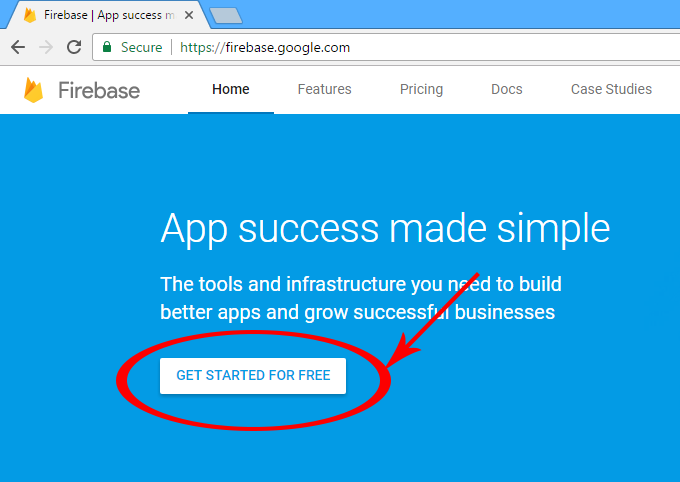 Firebase | App success m
Secure
https://firebase.google.com
Firebase
Home Features Pricing Docs Case Studies
App success made simple
The tools and infrastructure you need to build
better apps and grow successful businesses
GET STARTED FOR FREE